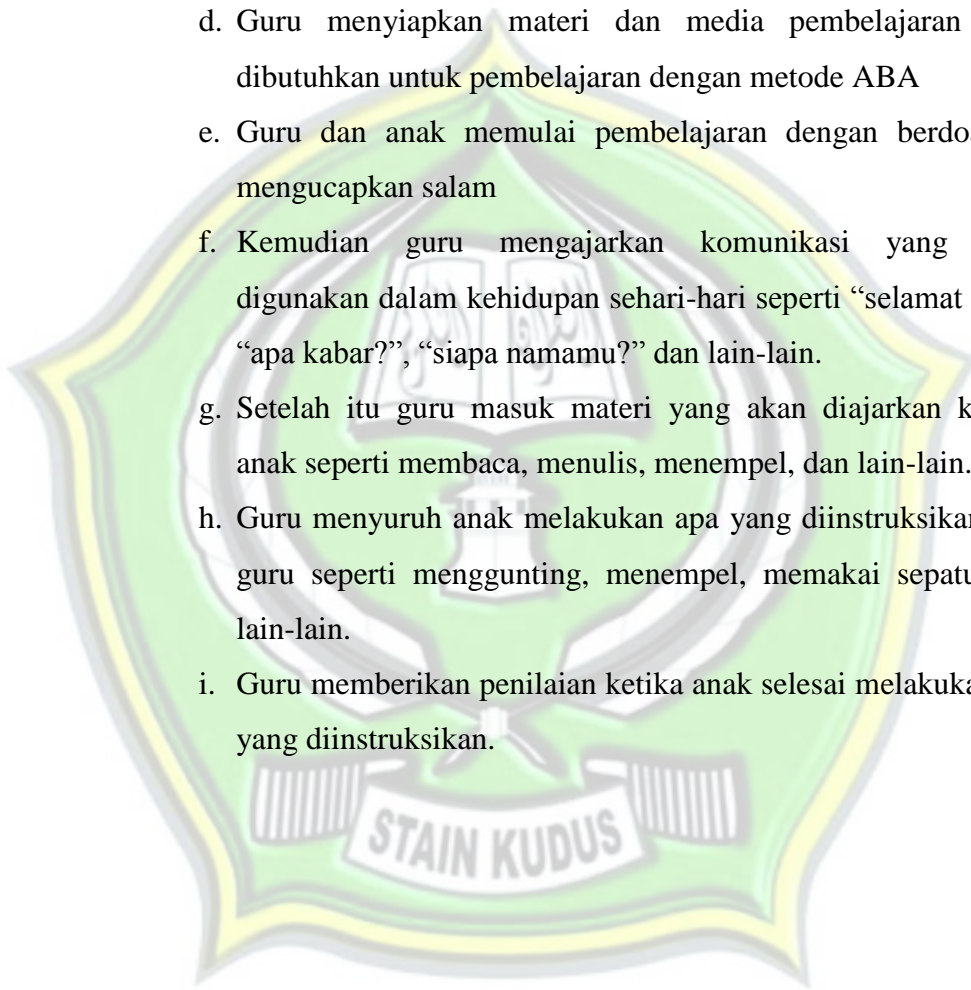 d. Guru menyiapkan materi dan media pembelajaran
dibutuhkan untuk pembelajaran dengan metode ABA
e. Guru dan anak memulai pembelajaran dengan berdo
mengucapkan salam
f. Kemudian guru mengajarkan komunikasi yang
digunakan dalam kehidupan sehari-hari seperti “selamat
“apa kabar?”, “siapa namamu?” dan lain-lain.
g. Setelah itu guru masuk materi yang akan diajarkan k
anak seperti membaca, menulis, menempel, dan lain-lain.
h. Guru menyuruh anak melakukan apa yang diinstruksikan
guru seperti menggunting, menempel, memakai sepatu
lain-lain.
i. Guru memberikan penilaian ketika anak selesai melakuka
yang diinstruksikan.
STAIN KUDUS